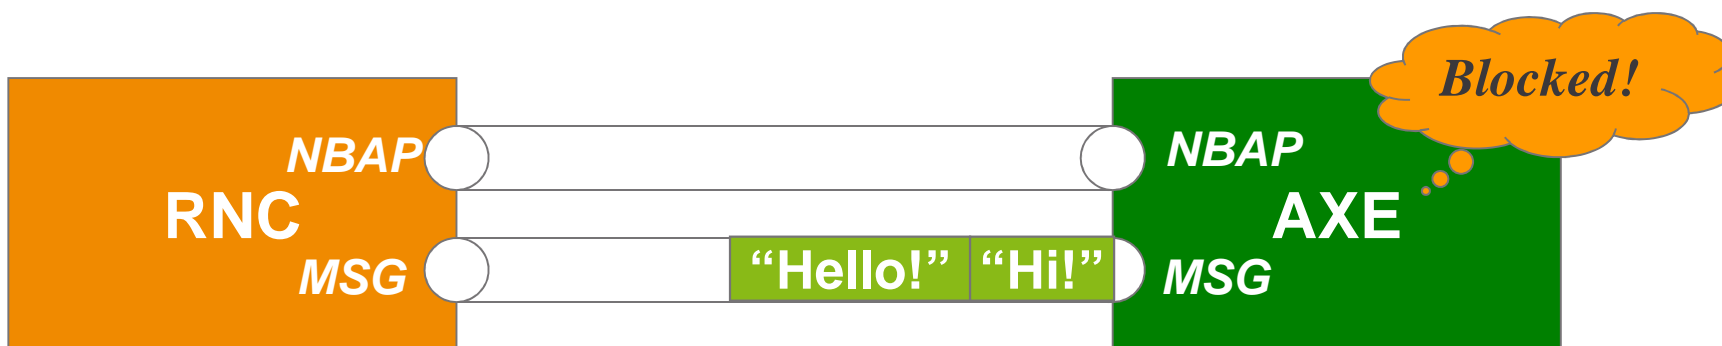 Blocked!
NBAP
NBAP
RNC
AXE
“Hello!” “Hi!”
MSG
MSG